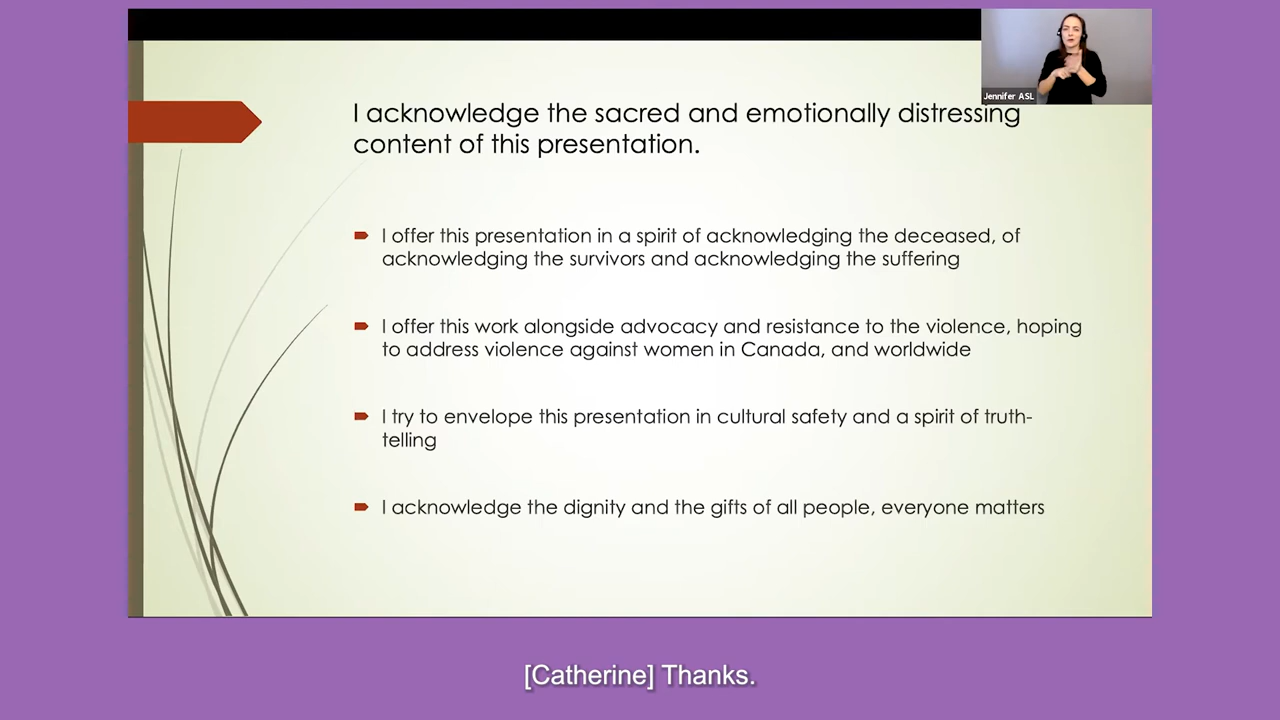 Jennifer ASL
I acknowledge the sacred and emotionally distressing
content of this presentation.
I offer this presentation in a spirit of acknowledging the deceased, of
acknowledging the survivors and acknowledging the suffering
I offer this work alongside advocacy and resistance to the violence, hoping
to address violence against women in Canada, and worldwide
I try to envelope this presentation in cultural safety and a spirit of truth-
telling
I acknowledge the dignity and the gifts of all people, everyone matters
[Catherine] Thanks.